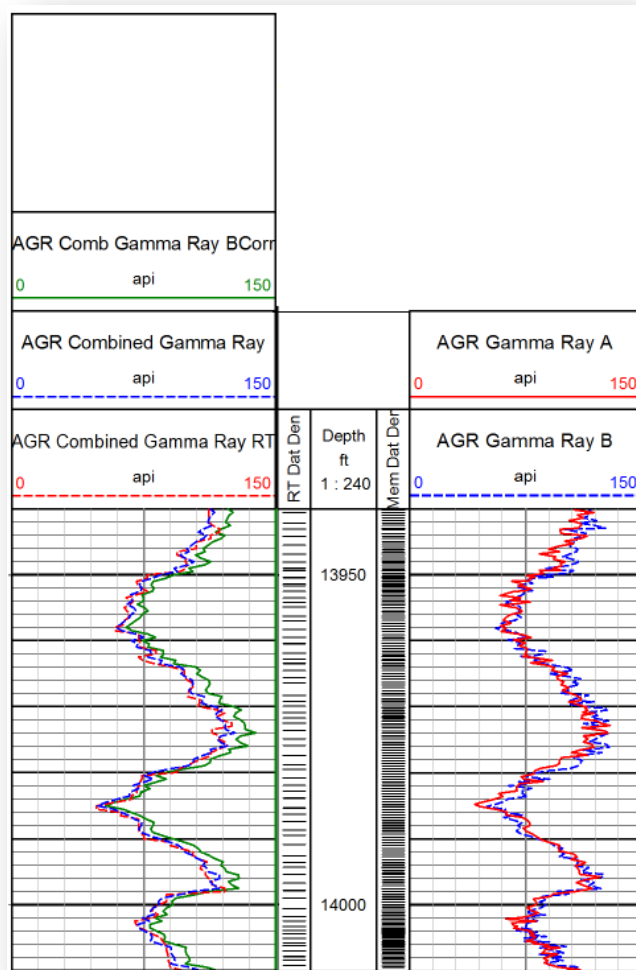 AGR Comb Gamma Ray BCorr
api
0 150
AGR Combined Gamma Ray
api
0 150
AGR Gamma Ray A
api
0 150
AGR Combined Gamma Ray RT
api
0 150
RT Dat Den
Depth
ft
1 : 240
Mem Dat Den
AGR Gamma Ray B
api
0 150
13950
14000